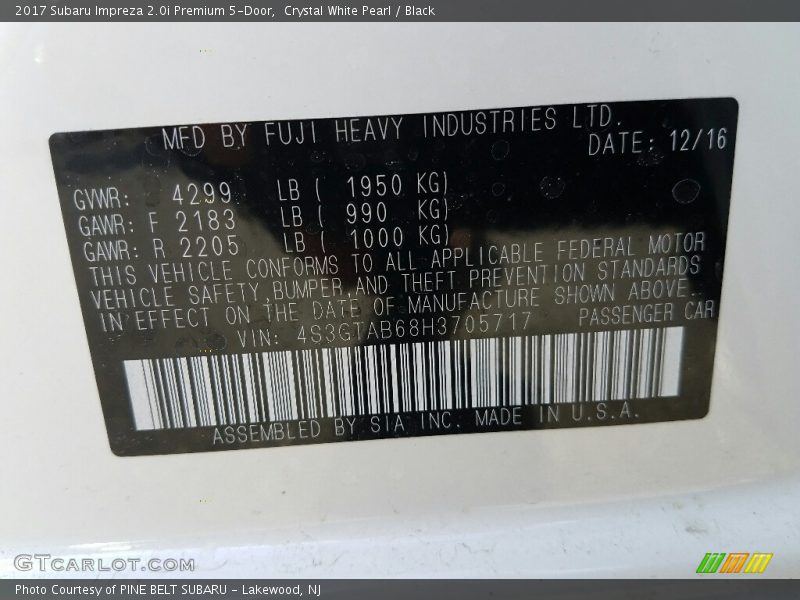 2017 Subaru Impreza 2.0i Premium 5-Door,  Crystal White Pearl / Black
MFD BY FUJI HEAVY INDUSTRIES LTD.
DATE: 12/16
GVWR: 4299 LB ( 1950 KG)
GAWR: F 2183 LB ( 990 KG)
GAWR: R 2205 LB ( 1000 KG)
THIS VEHICLE CONFORMS TO ALL APPLICABLE FEDERAL MOTOR
VEHICLE SAFETY,BUMPER AND THEFT PREVENTION STANDARDS
IN EFFECT ON THE DATE OF MANUFACTURE SHOWN ABOVE.
VIN: 4S3GTAB68H3705717 PASSENGER CAR
ASSEMBLED BY SIA INC. MADE IN U.S.A.
GTCARLOT.COM
Photo Courtesy of PINE BELT SUBARU - Lakewood, NJ